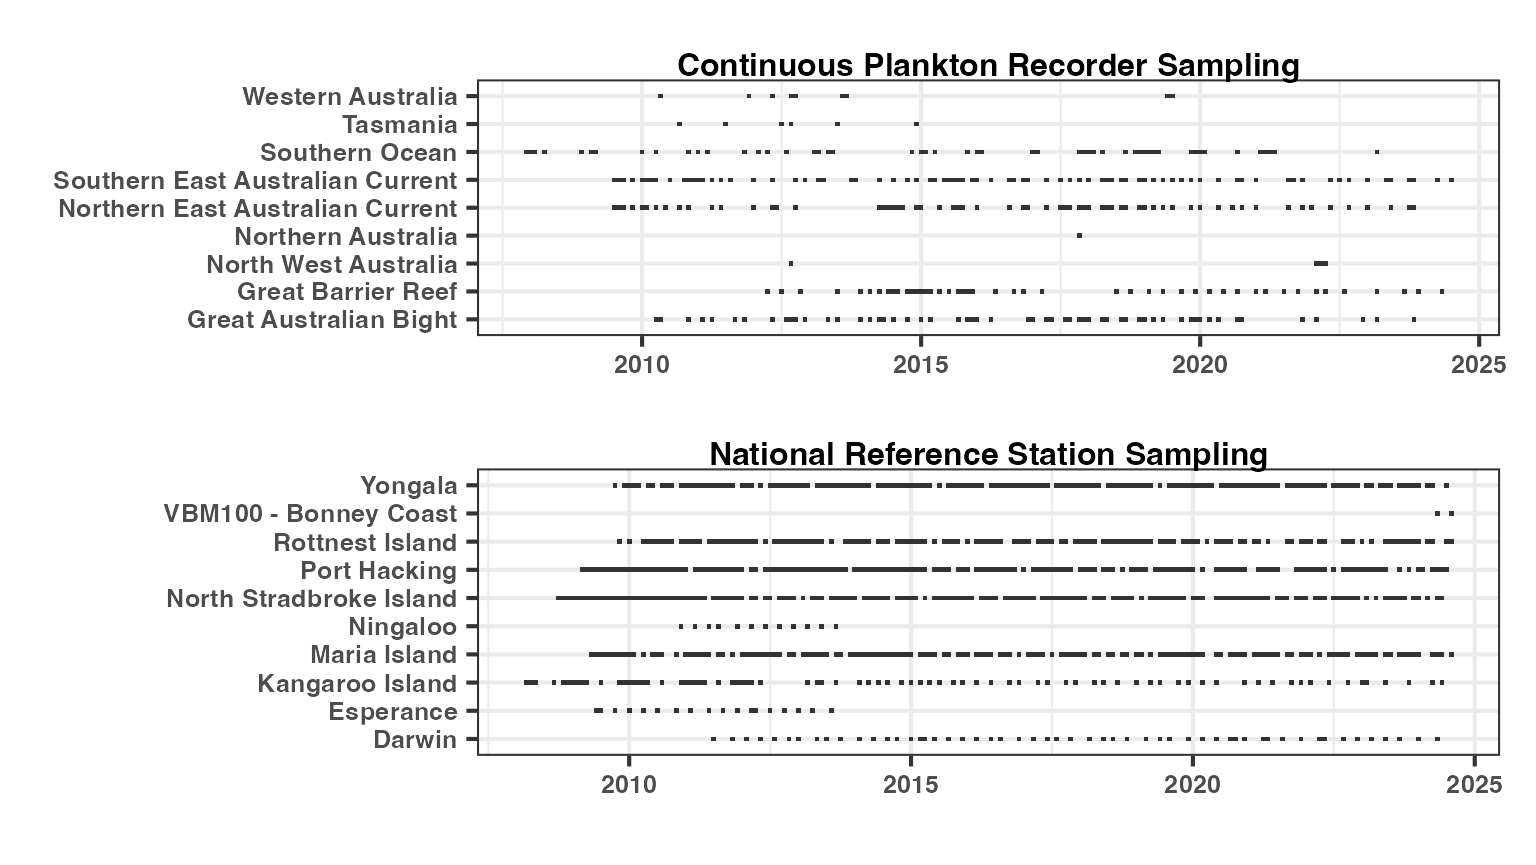 Continuous Plankton Recorder Sampling
Western Australia
Tasmania
Southern Ocean
Southern East Australian Current
Northern East Australian Current
Northern Australia
North West Australia
Great Barrier Reef
Great Australian Bight
2010 2015 2020 2025
National Reference Station Sampling
Yongala
VBM100 - Bonney Coast
Rottnest Island
Port Hacking
North Stradbroke Island
Ningaloo
Maria Island
Kangaroo Island
Esperance
Darwin
2010 2015 2020 2025